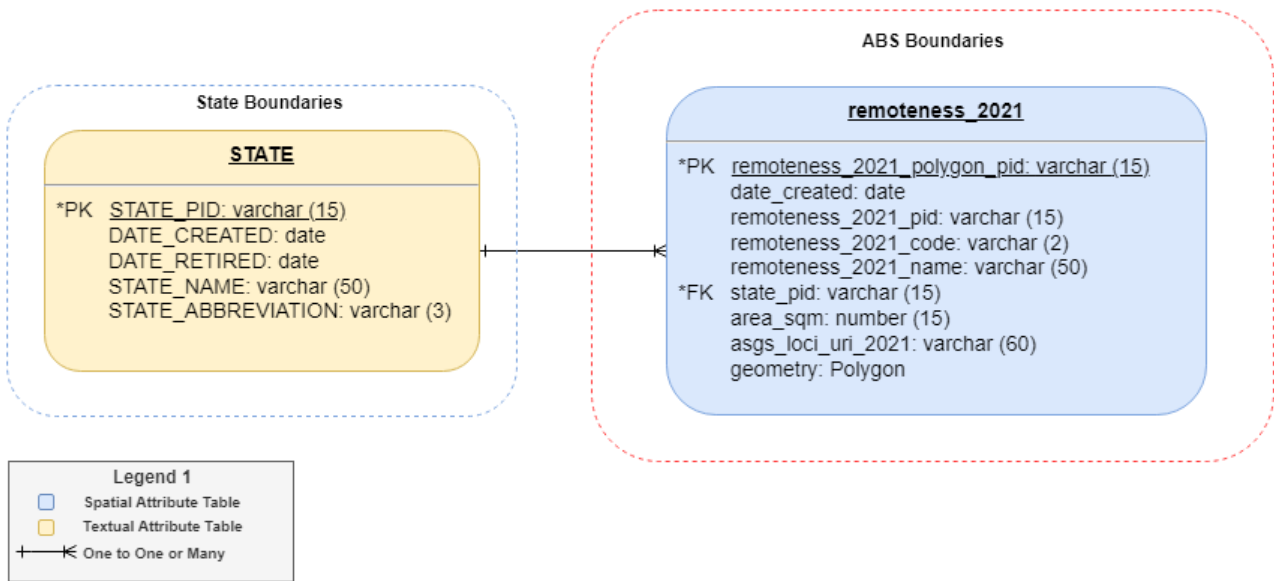 State Boundaries
STATE
*PK STATE_PID: varchar (15)
DATE_CREATED: date
DATE_RETIRED: date
STATE_NAME: varchar (50)
STATE_ABBREVIATION: varchar (3)
ABS Boundaries
remoteness_2021
*PK remoteness_2021_polygon_pid: varchar (15)
date_created: date
remoteness_2021_pid: varchar (15)
remoteness_2021_code: varchar (2)
remoteness_2021_name: varchar (50)
*FK state_pid: varchar (15)
area_sqm: number (15)
asgs_loci_uri_2021: varchar (60)
geometry: Polygon
Legend 1
Spatial Attribute Table
Textual Attribute Table
One to One or Many